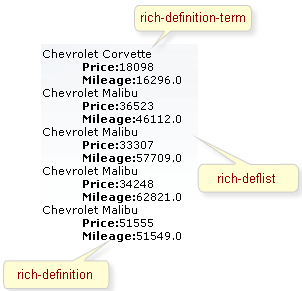 rich-definition-term
Chevrolet Corvette
Price:18098
Mileage:16296.0
Chevrolet Malibu
Price:36523
Mileage:46112.0
Chevrolet Malibu
Price:33307
Mileage:57709.0
Chevrolet Malibu
Price:34248
Mileage:62821.0
Chevrolet Malibu
Price:51555
Mileage:51549.0
rich-deflist
rich-definition